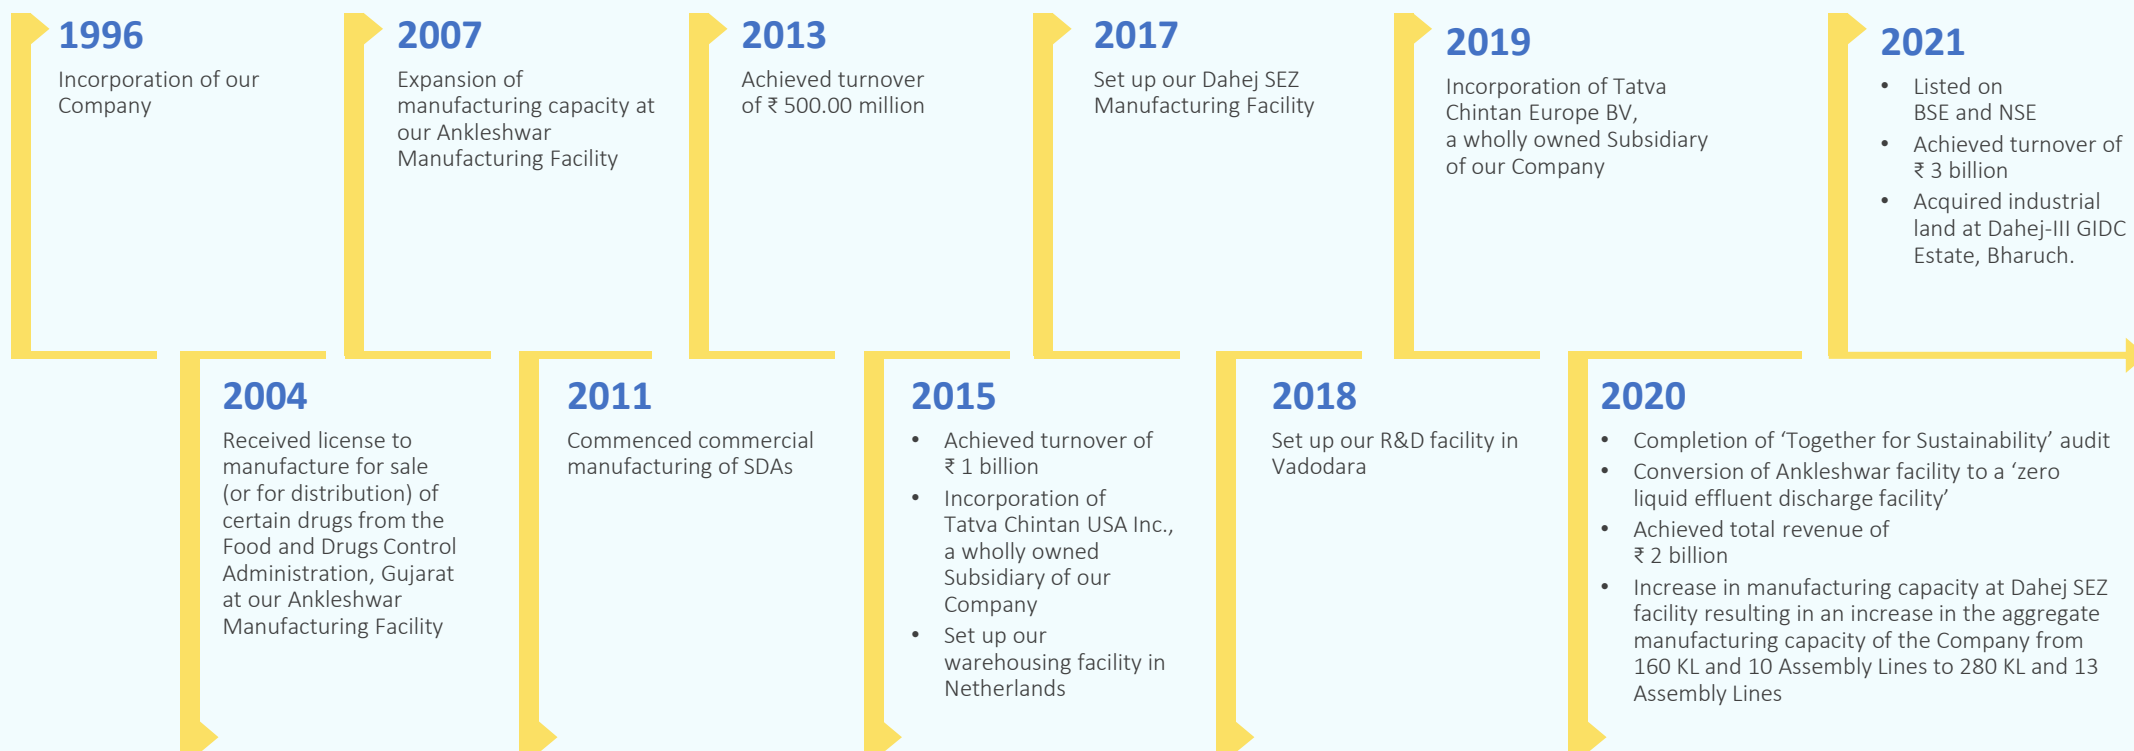 1996
Incorporation of our
Company
2004
Received license to
manufacture for sale
(or for distribution) of
certain drugs from the
Food and Drugs Control
Administration, Gujarat
at our Ankleshwar
Manufacturing Facility
2007
Expansion of
manufacturing capacity at
our Ankleshwar
Manufacturing Facility
2011
Commenced commercial
manufacturing of SDAs
2013
Achieved turnover
of ₹ 500.00 million
2015
• Achieved turnover of
₹ 1 billion
• Incorporation of
Tatva Chintan USA Inc.,
a wholly owned
Subsidiary of our
Company
• Set up our
warehousing facility in
Netherlands
2017
Set up our Dahej SEZ
Manufacturing Facility
2018
Set up our R&D facility in
Vadodara
2019
Incorporation of Tatva
Chintan Europe BV,
a wholly owned Subsidiary
of our Company
2020
• Completion of ‘Together for Sustainability’ audit
• Conversion of Ankleshwar facility to a ‘zero
liquid effluent discharge facility’
• Achieved total revenue of
₹ 2 billion
• Increase in manufacturing capacity at Dahej SEZ
facility resulting in an increase in the aggregate
manufacturing capacity of the Company from
160 KL and 10 Assembly Lines to 280 KL and 13
Assembly Lines
2021
• Listed on
BSE and NSE
• Achieved turnover of
₹ 3 billion
• Acquired industrial
land at Dahej-III GIDC
Estate, Bharuch.